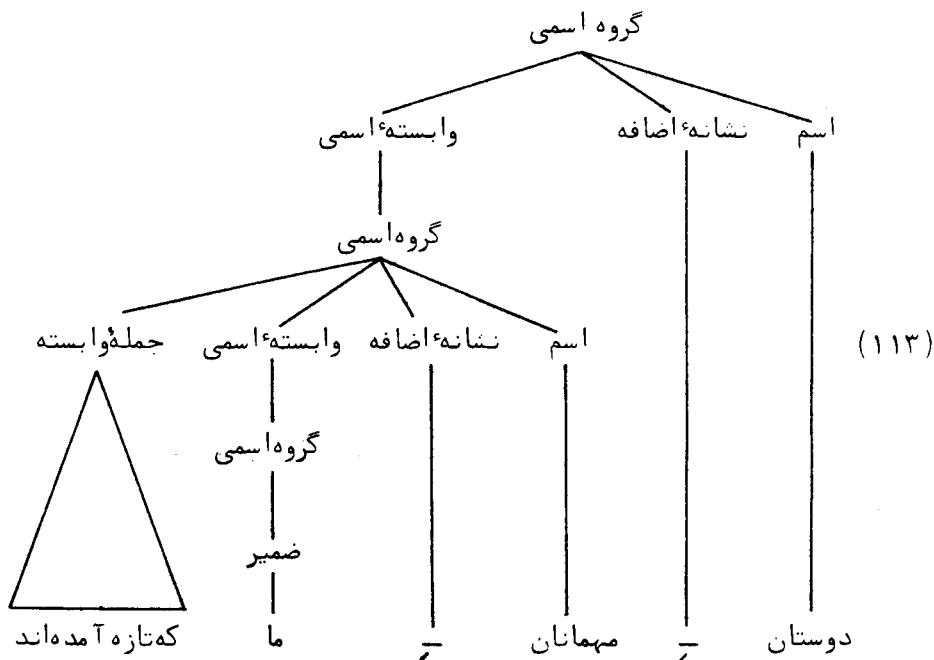 گروه اسمی
اسم نشانهٔ اضافه وابستهٔ اسمی
گروه اسمی
اسم نشانهٔ اضافه وابستهٔ اسمی جملهٔ وابسته
(۱۱۳)
گروه اسمی
ضمیر
دوستان ـِ مهمانان ـِ ما که تازه آمده‌اند